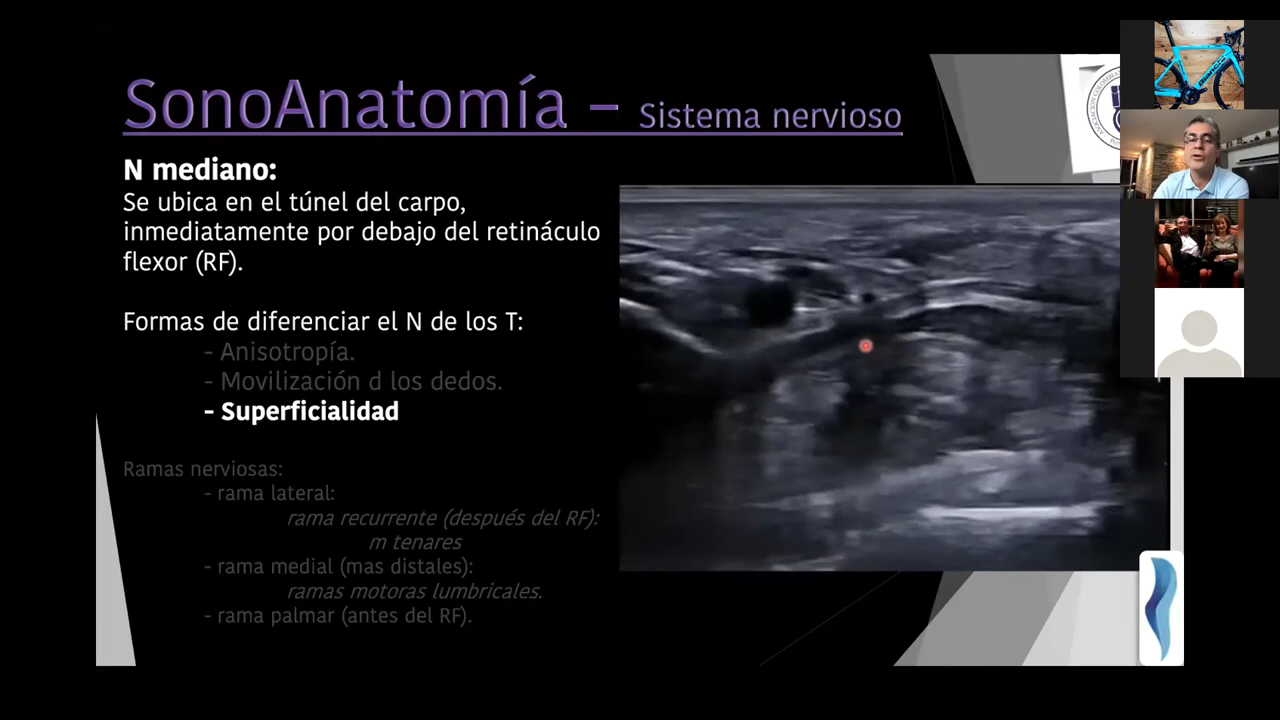 SonoAnatomía – Sistema nervioso
N mediano:
Se ubica en el túnel del carpo,
inmediatamente por debajo del retináculo
flexor (RF).
Formas de diferenciar el N de los T:
- Anisotropía.
- Movilización d los dedos.
- Superficialidad
Ramas nerviosas:
- rama lateral:
rama recurrente (después del RF):
m tenares
- rama medial (mas distales):
ramas motoras lumbricales.
- rama palmar (antes del RF).